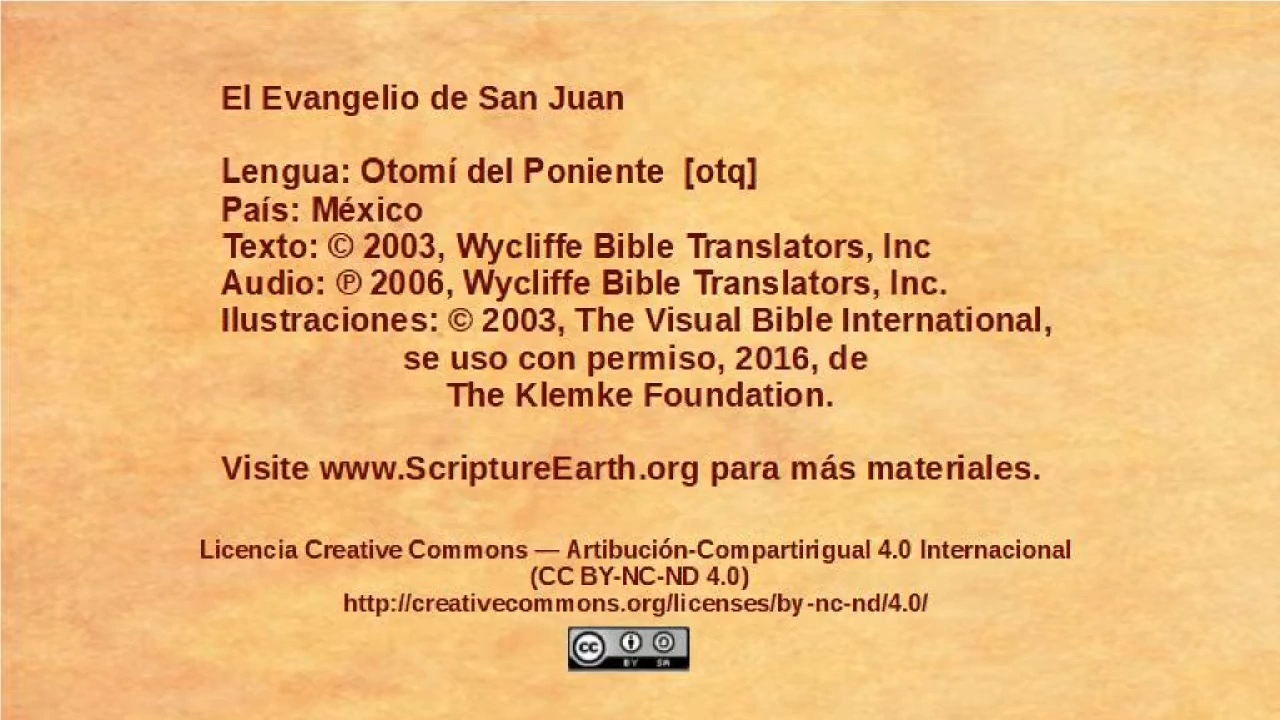 El Evangelio de San Juan
Lengua: Otomí del Poniente [otq]
País: México
Texto: © 2003, Wycliffe Bible Translators, Inc
Audio: ℗ 2006, Wycliffe Bible Translators, Inc.
Ilustraciones: © 2003, The Visual Bible International,
se uso con permiso, 2016, de
The Klemke Foundation.
Visite www.ScriptureEarth.org para más materiales.
Licencia Creative Commons — Artibución-Compartirigual 4.0 Internacional
(CC BY-NC-ND 4.0)
http://creativecommons.org/licenses/by-nc-nd/4.0/
cc BY SA